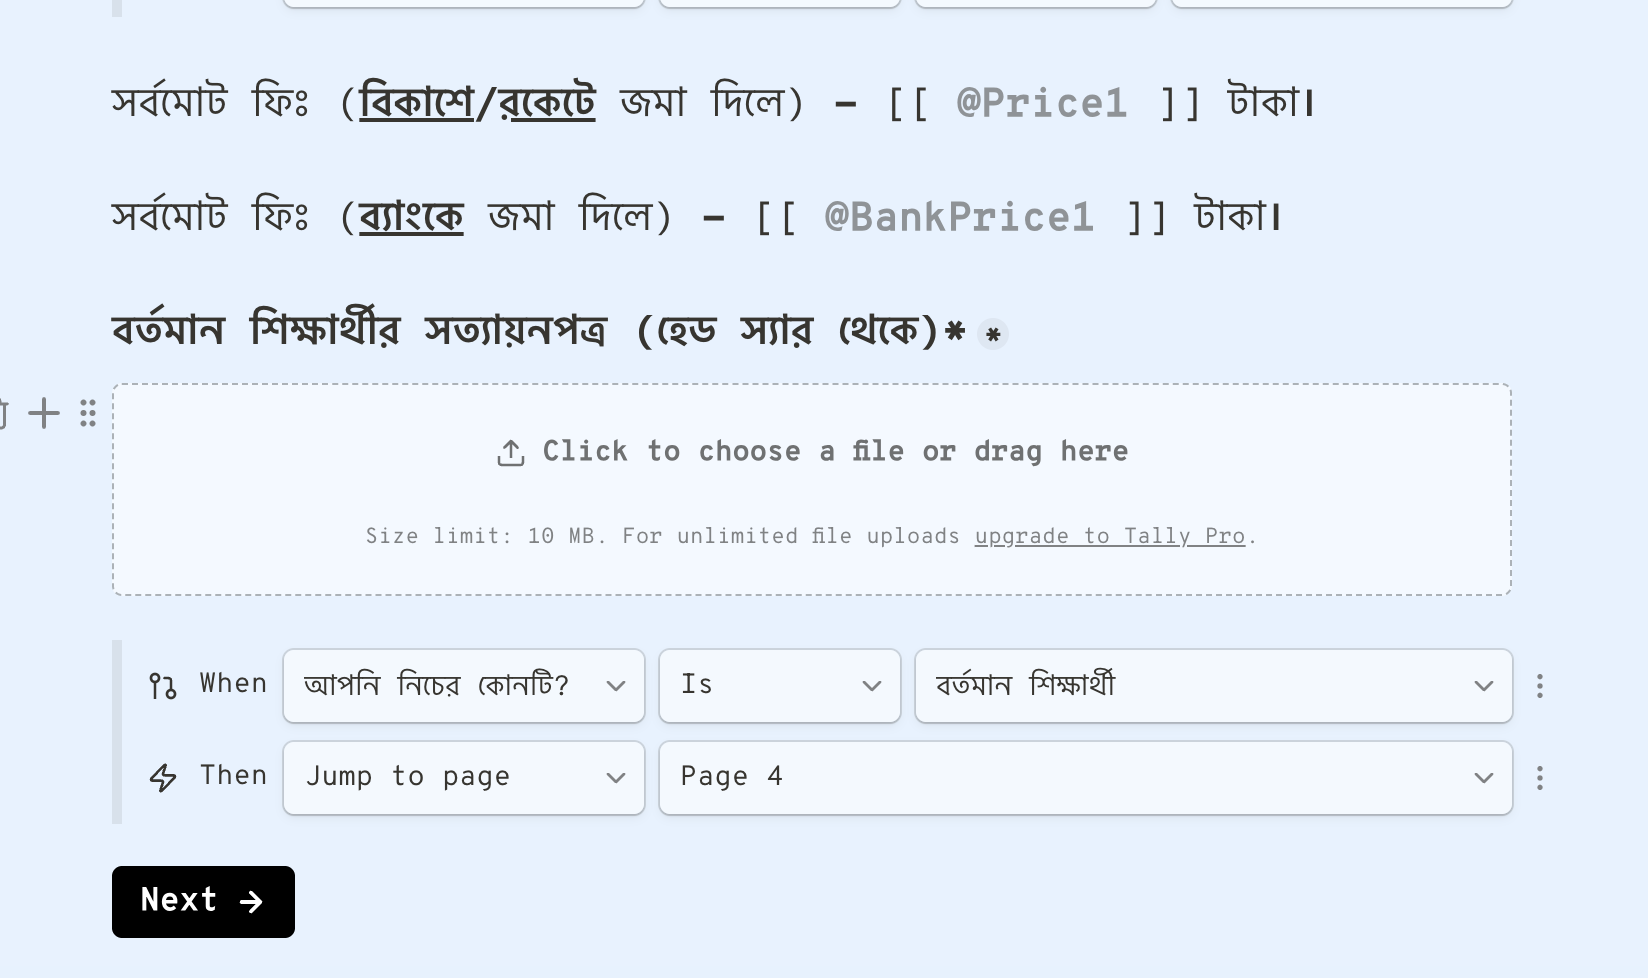 সর্বমোট ফিঃ (বিকাশে/রকেটে জমা দিলে) – [[ @Price1 ]] টাকা।
সর্বমোট ফিঃ (ব্যাংকে জমা দিলে) – [[ @BankPrice1 ]] টাকা।
বর্তমান শিক্ষার্থীর সত্যায়নপত্র (হেড স্যার থেকে)* *
Click to choose a file or drag here
Size limit: 10 MB. For unlimited file uploads upgrade to Tally Pro.
When আপনি নিচের কোনটি? Is বর্তমান শিক্ষার্থী
Then Jump to page Page 4
Next →